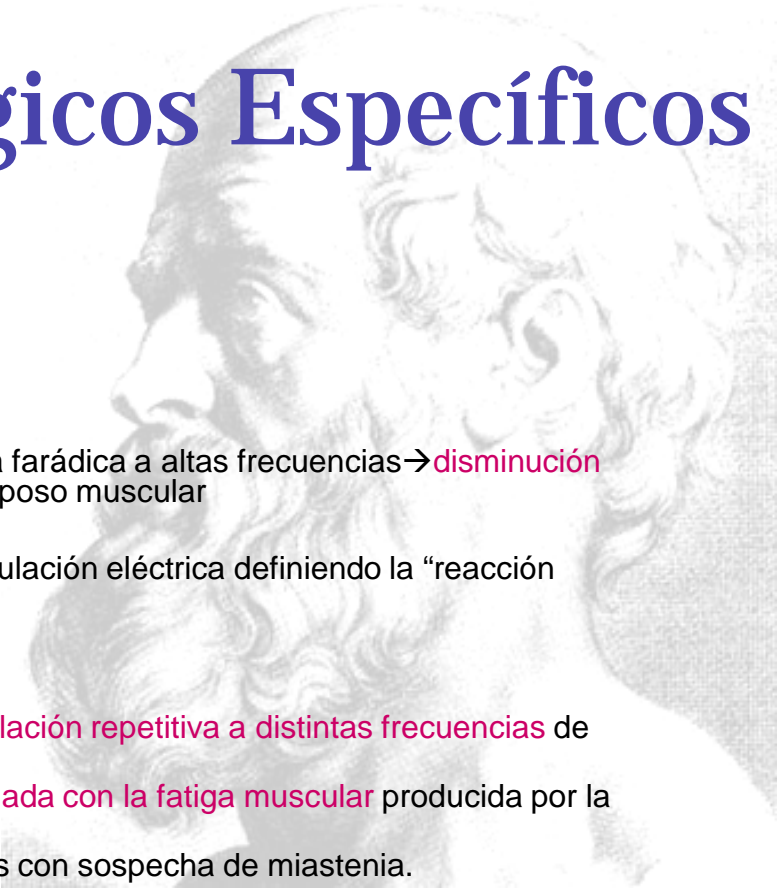 gicos Específicos
a farádica a altas frecuencias→disminución
poso muscular
ulación eléctrica definiendo la “reacción
lación repetitiva a distintas frecuencias de
ada con la fatiga muscular producida por la
s con sospecha de miastenia.